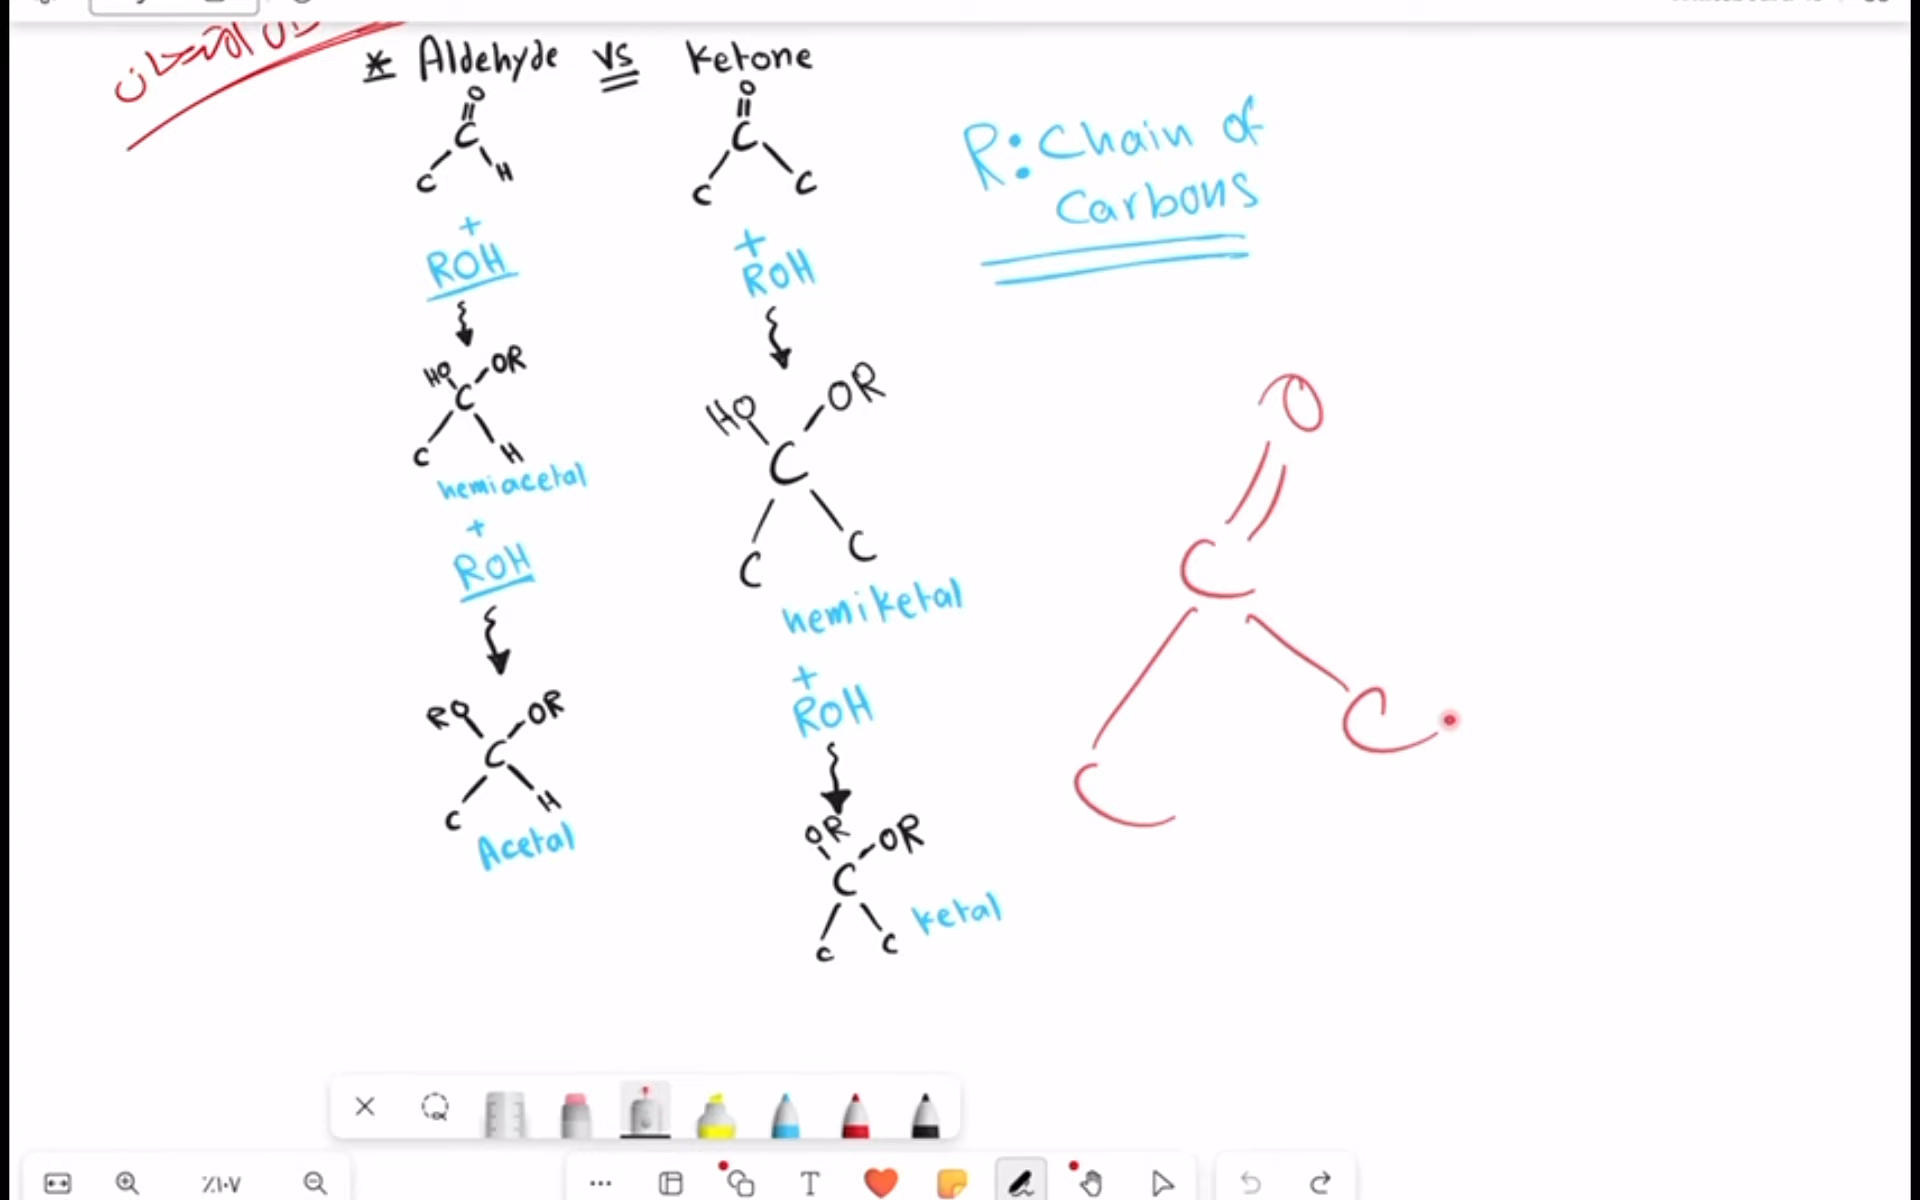 * Aldehyde vs Ketone
O
C
C H
+
ROH
HO OR
C
C H
hemiacetal
+
ROH
RO OR
C
C H
Acetal
O
C
C C
+
ROH
HO OR
C
C C
hemiketal
+
ROH
OR OR
C
C C
ketal
R: Chain of
Carbons
O
C
C C
T
٪١٠٧